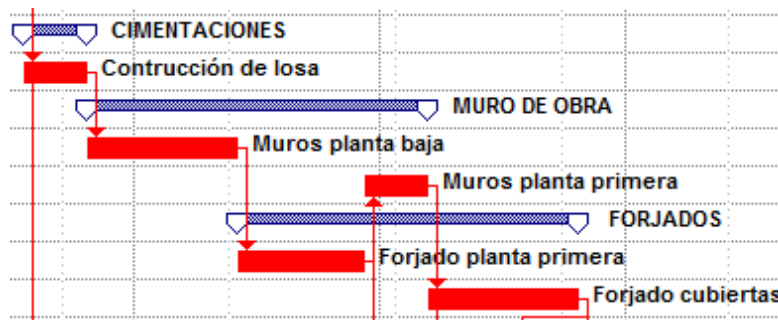 CIMENTACIONES
Contrucción de losa
MURO DE OBRA
Muros planta baja
Muros planta primera
FORJADOS
Forjado planta primera
Forjado cubiertas